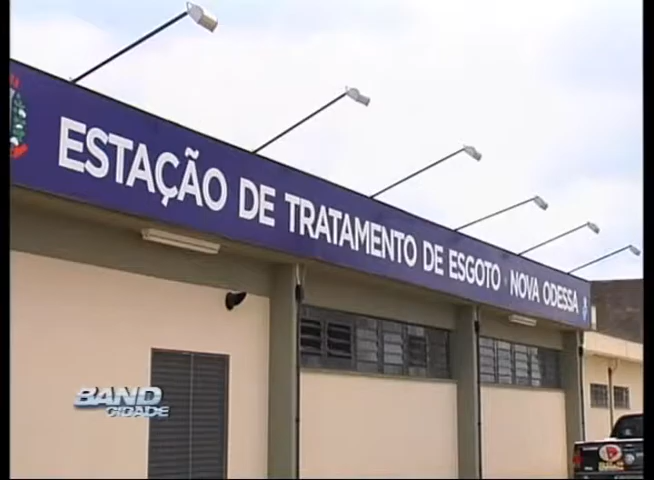 ESTAÇÃO DE TRATAMENTO DE ESGOTO NOVA ODESSA
BAND
CIDADE